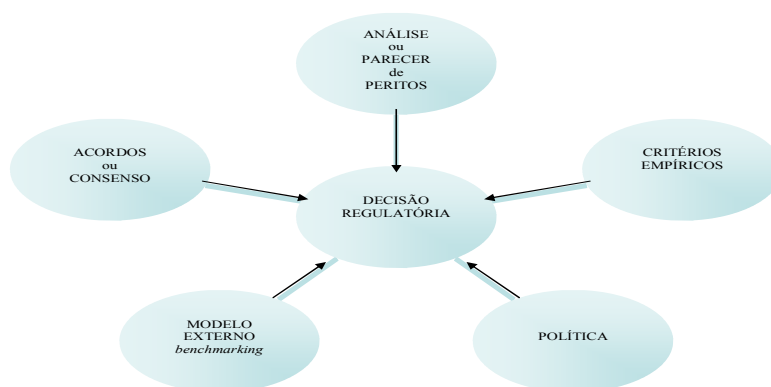 ANÁLISE
ou
PARECER
de
PERITOS
ACORDOS
ou
CONSENSO
CRITÉRIOS
EMPÍRICOS
DECISÃO
REGULATÓRIA
MODELO
EXTERNO
benchmarking
POLÍTICA